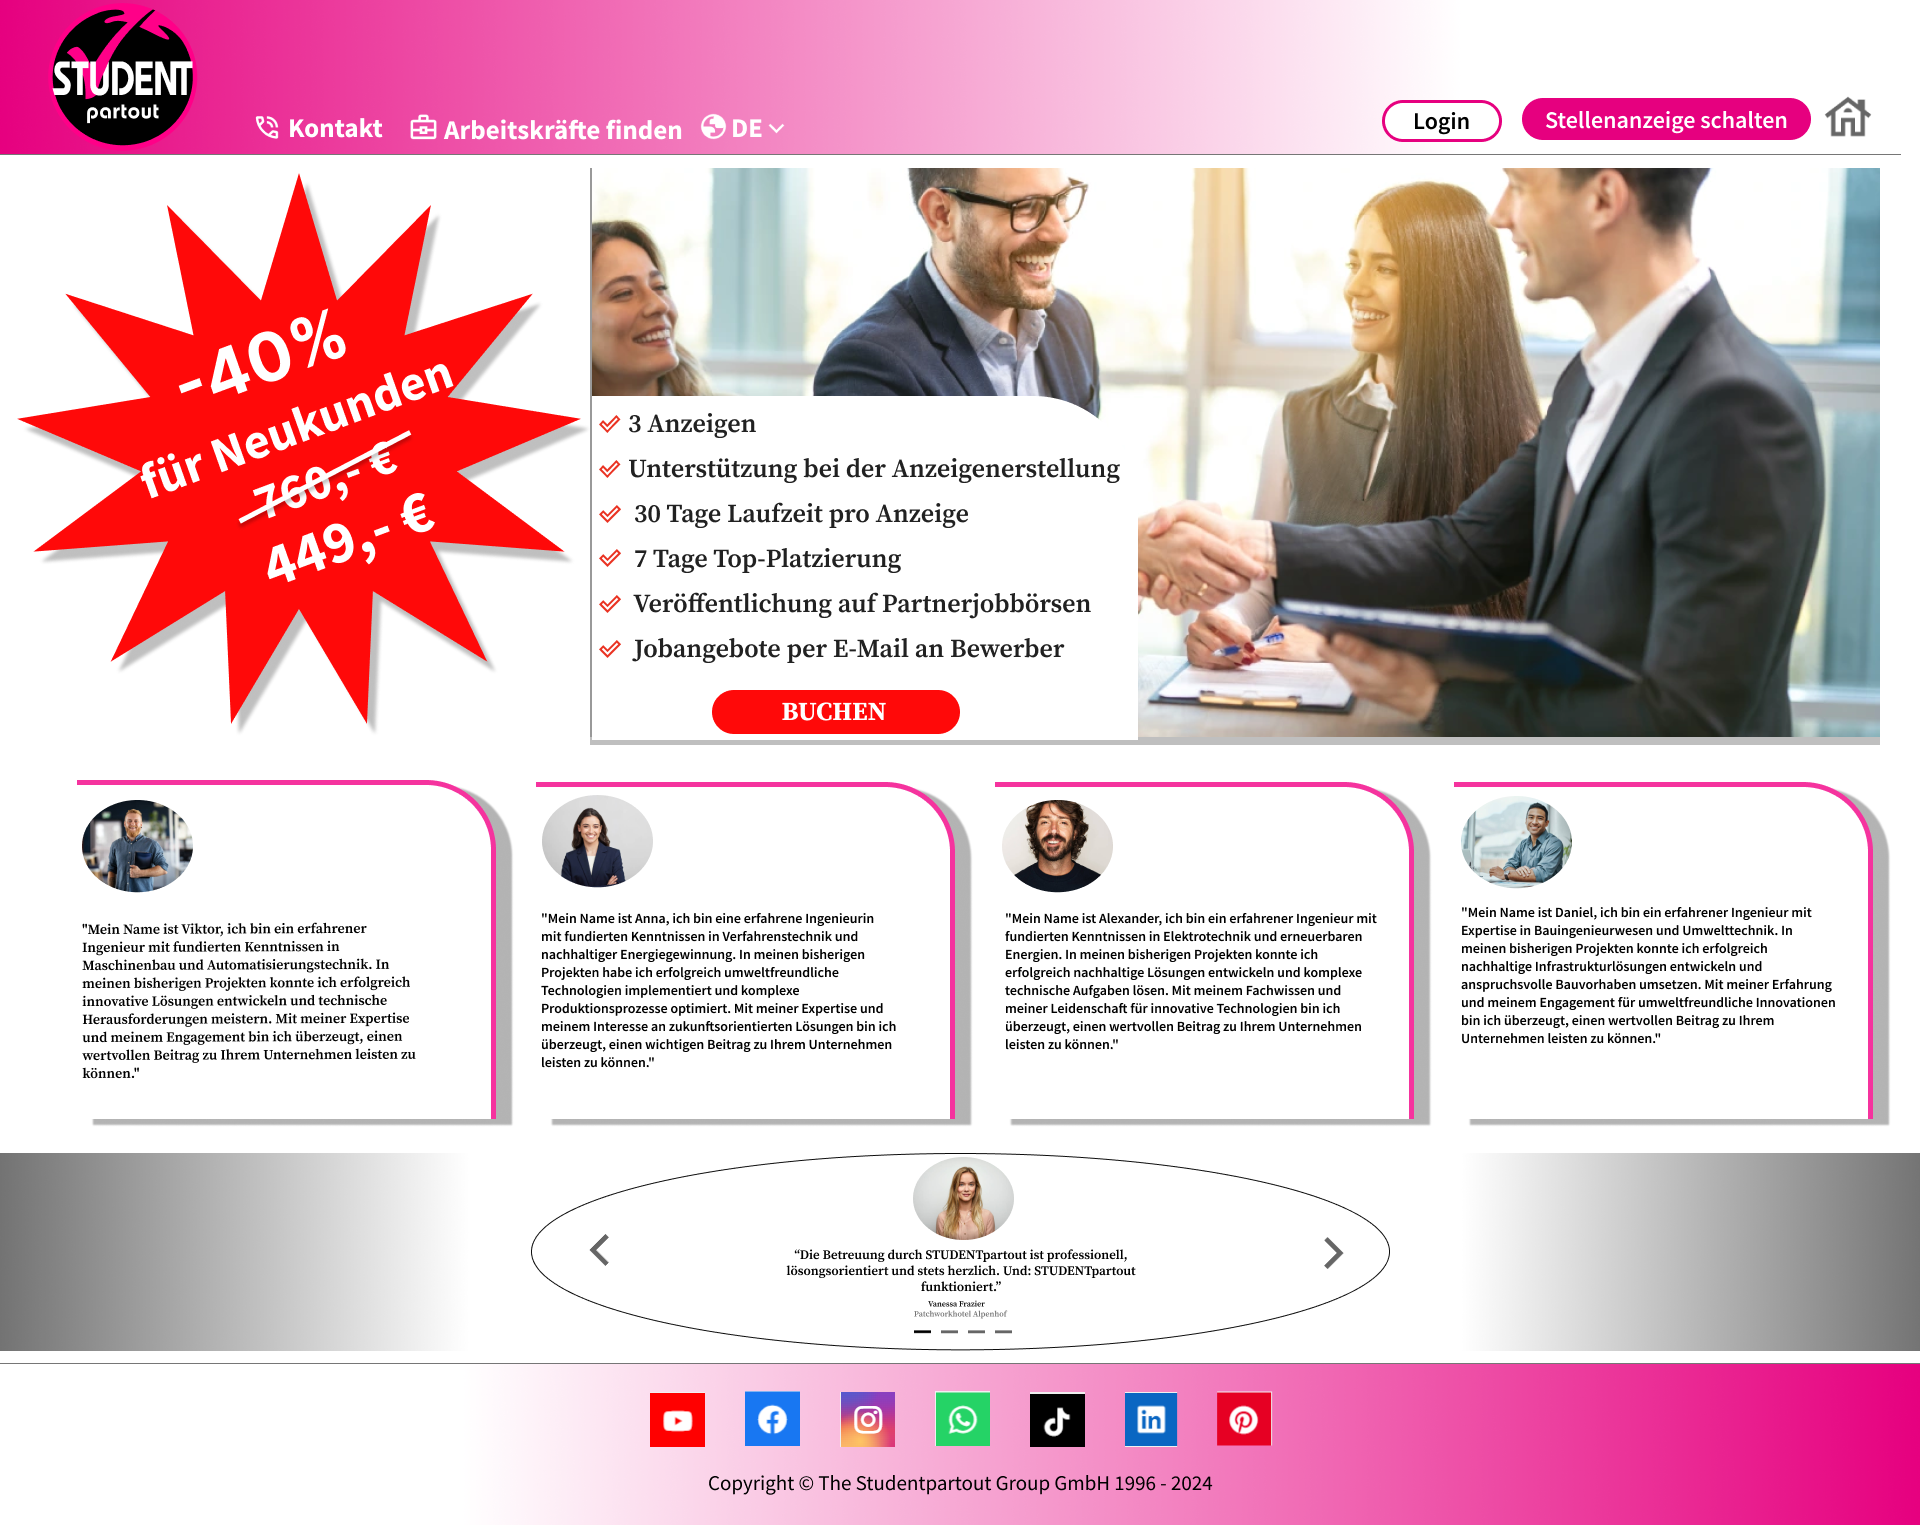 STUDENT
partout
Kontakt
Arbeitskräfte finden
DE
Login
Stellenanzeige schalten
-40%
für Neukunden
760,- €
449,- €
3 Anzeigen
Unterstützung bei der Anzeigenerstellung
30 Tage Laufzeit pro Anzeige
7 Tage Top-Platzierung
Veröffentlichung auf Partnerjobbörsen
Jobangebote per E-Mail an Bewerber
BUCHEN
"Mein Name ist Viktor, ich bin ein erfahrener
Ingenieur mit fundierten Kenntnissen in
Maschinenbau und Automatisierungstechnik. In
meinen bisherigen Projekten konnte ich erfolgreich
innovative Lösungen entwickeln und technische
Herausforderungen meistern. Mit meiner Expertise
und meinem Engagement bin ich überzeugt, einen
wertvollen Beitrag zu Ihrem Unternehmen leisten zu
können."
"Mein Name ist Anna, ich bin eine erfahrene Ingenieurin
mit fundierten Kenntnissen in Verfahrenstechnik und
nachhaltiger Energiegewinnung. In meinen bisherigen
Projekten habe ich erfolgreich umweltfreundliche
Technologien implementiert und komplexe
Produktionsprozesse optimiert. Mit meiner Expertise und
meinem Interesse an zukunftsorientierten Lösungen bin ich
überzeugt, einen wichtigen Beitrag zu Ihrem Unternehmen
leisten zu können."
"Mein Name ist Alexander, ich bin ein erfahrener Ingenieur mit
fundierten Kenntnissen in Elektrotechnik und erneuerbaren
Energien. In meinen bisherigen Projekten konnte ich
erfolgreich nachhaltige Lösungen entwickeln und komplexe
technische Aufgaben lösen. Mit meinem Fachwissen und
meiner Leidenschaft für innovative Technologien bin ich
überzeugt, einen wertvollen Beitrag zu Ihrem Unternehmen
leisten zu können."
"Mein Name ist Daniel, ich bin ein erfahrener Ingenieur mit
Expertise in Bauingenieurwesen und Umwelttechnik. In
meinen bisherigen Projekten konnte ich erfolgreich
nachhaltige Infrastrukturlösungen entwickeln und
anspruchsvolle Bauvorhaben umsetzen. Mit meiner Erfahrung
und meinem Engagement für umweltfreundliche Innovationen
bin ich überzeugt, einen wertvollen Beitrag zu Ihrem
Unternehmen leisten zu können."
“Die Betreuung durch STUDENTpartout ist professionell,
lösongsorientiert und stets herzlich. Und: STUDENTpartout
funktioniert.”
Vanessa Frazier
Patchworkhotel Alpenhof
in
Copyright © The Studentpartout Group GmbH 1996 - 2024